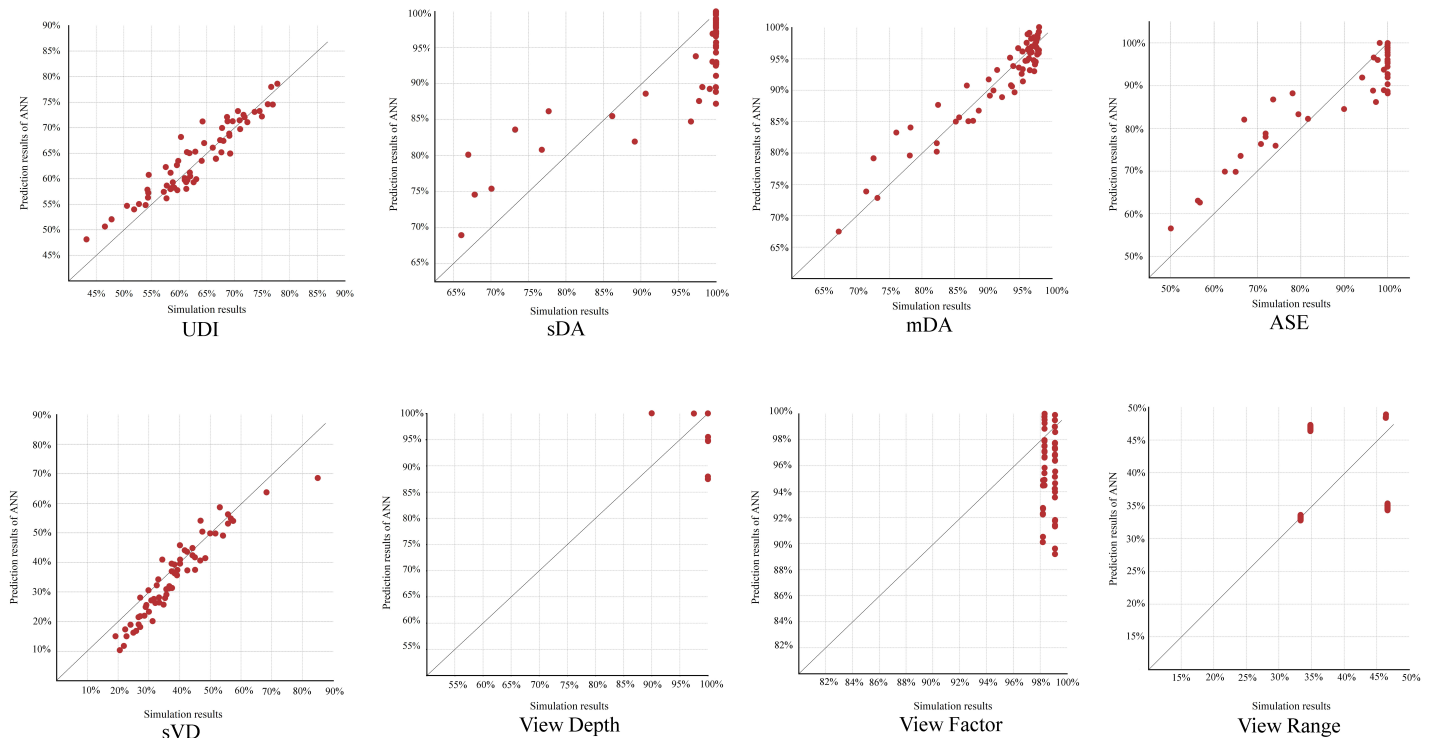 90%
85%
80%
75%
70%
65%
60%
55%
50%
45%
Prediction results of ANN
45% 50% 55% 60% 65% 70% 75% 80% 85% 90%
Simulation results
UDI
100%
95%
90%
85%
80%
75%
70%
65%
Prediction results of ANN
65% 70% 75% 80% 85% 90% 95% 100%
Simulation results
sDA
100%
95%
90%
85%
80%
75%
70%
65%
Prediction results of ANN
65% 70% 75% 80% 85% 90% 95% 100%
Simulation results
mDA
100%
90%
80%
70%
60%
50%
Prediction results of ANN
50% 60% 70% 80% 90% 100%
Simulation results
ASE
90%
80%
70%
60%
50%
40%
30%
20%
10%
Prediction results of ANN
10% 20% 30% 40% 50% 60% 70% 80% 90%
Simulation results
sVD
100%
95%
90%
85%
80%
75%
70%
65%
60%
55%
Prediction results of ANN
55% 60% 65% 70% 75% 80% 85% 90% 95% 100%
Simulation results
View Depth
100%
98%
96%
94%
92%
90%
88%
86%
84%
82%
Prediction results of ANN
82% 84% 86% 88% 90% 92% 94% 96% 98% 100%
Simulation results
View Factor
50%
45%
40%
35%
30%
25%
20%
15%
Prediction results of ANN
15% 20% 25% 30% 35% 40% 45% 50%
Simulation results
View Range